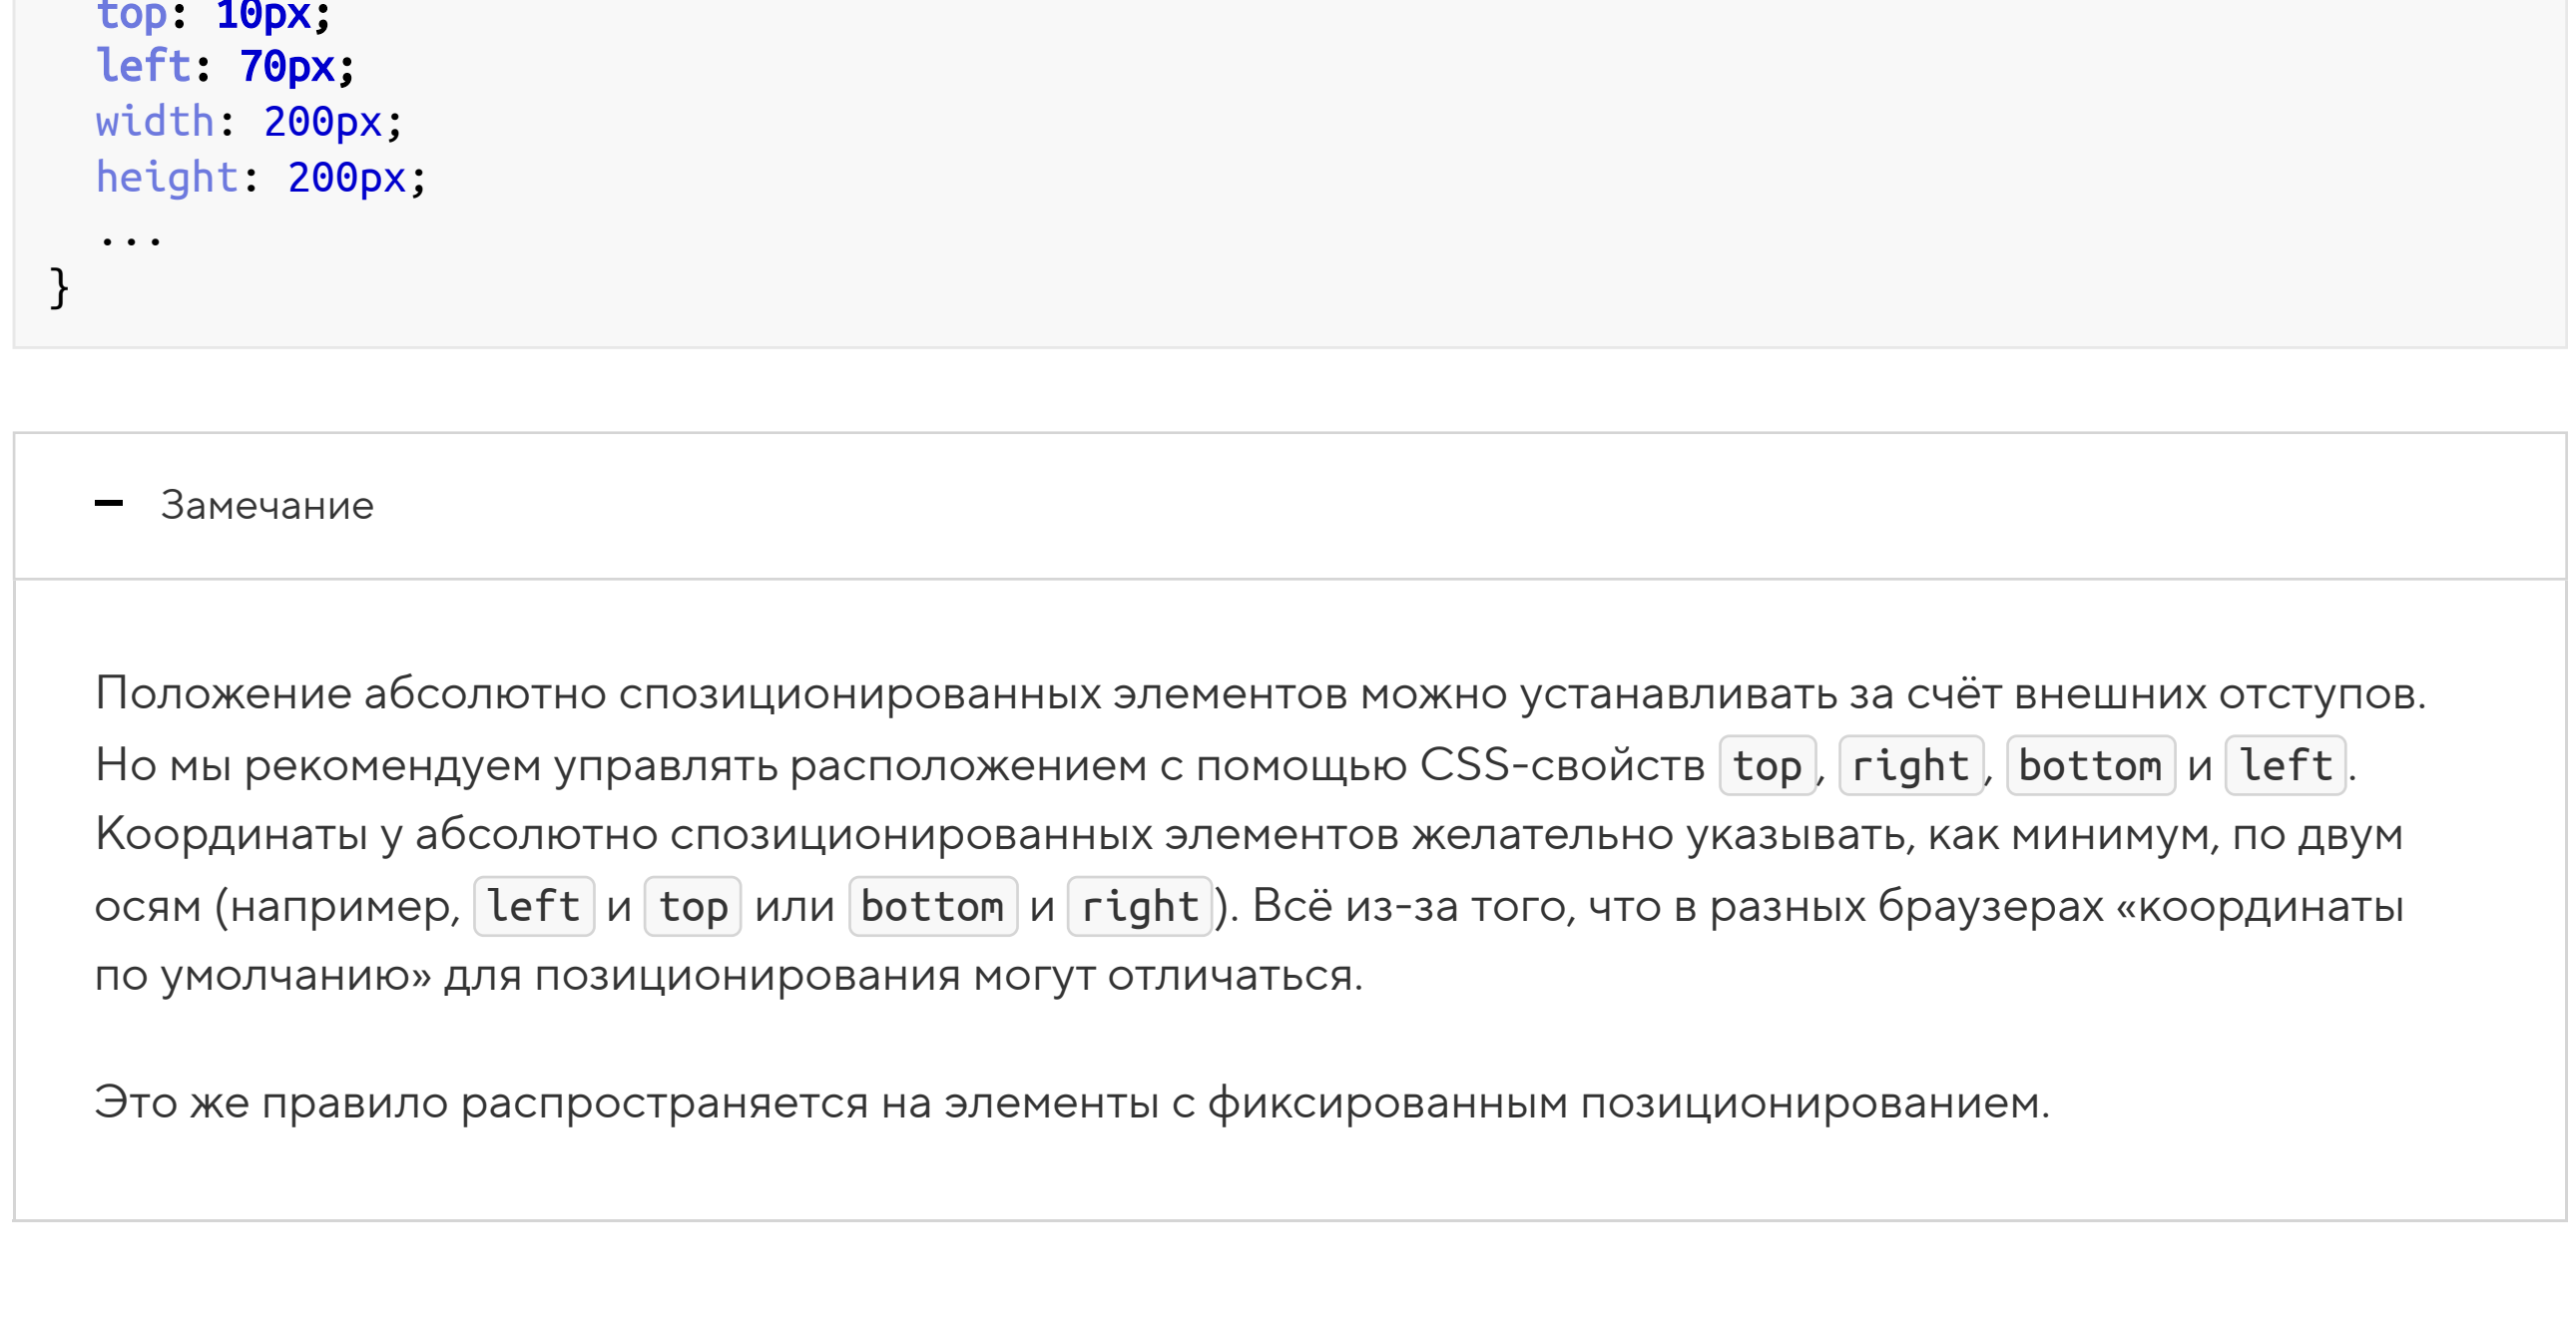 top: 10px;
left: 70px;
width: 200px;
height: 200px;
...
}
Замечание
Положение абсолютно спозиционированных элементов можно устанавливать за счёт внешних отступов.
Но мы рекомендуем управлять расположением с помощью CSS-свойств top, right, bottom и left.
Координаты у абсолютно спозиционированных элементов желательно указывать, как минимум, по двум
осям (например, left и top или bottom и right). Всё из-за того, что в разных браузерах «координаты
по умолчанию» для позиционирования могут отличаться.
Это же правило распространяется на элементы с фиксированным позиционированием.